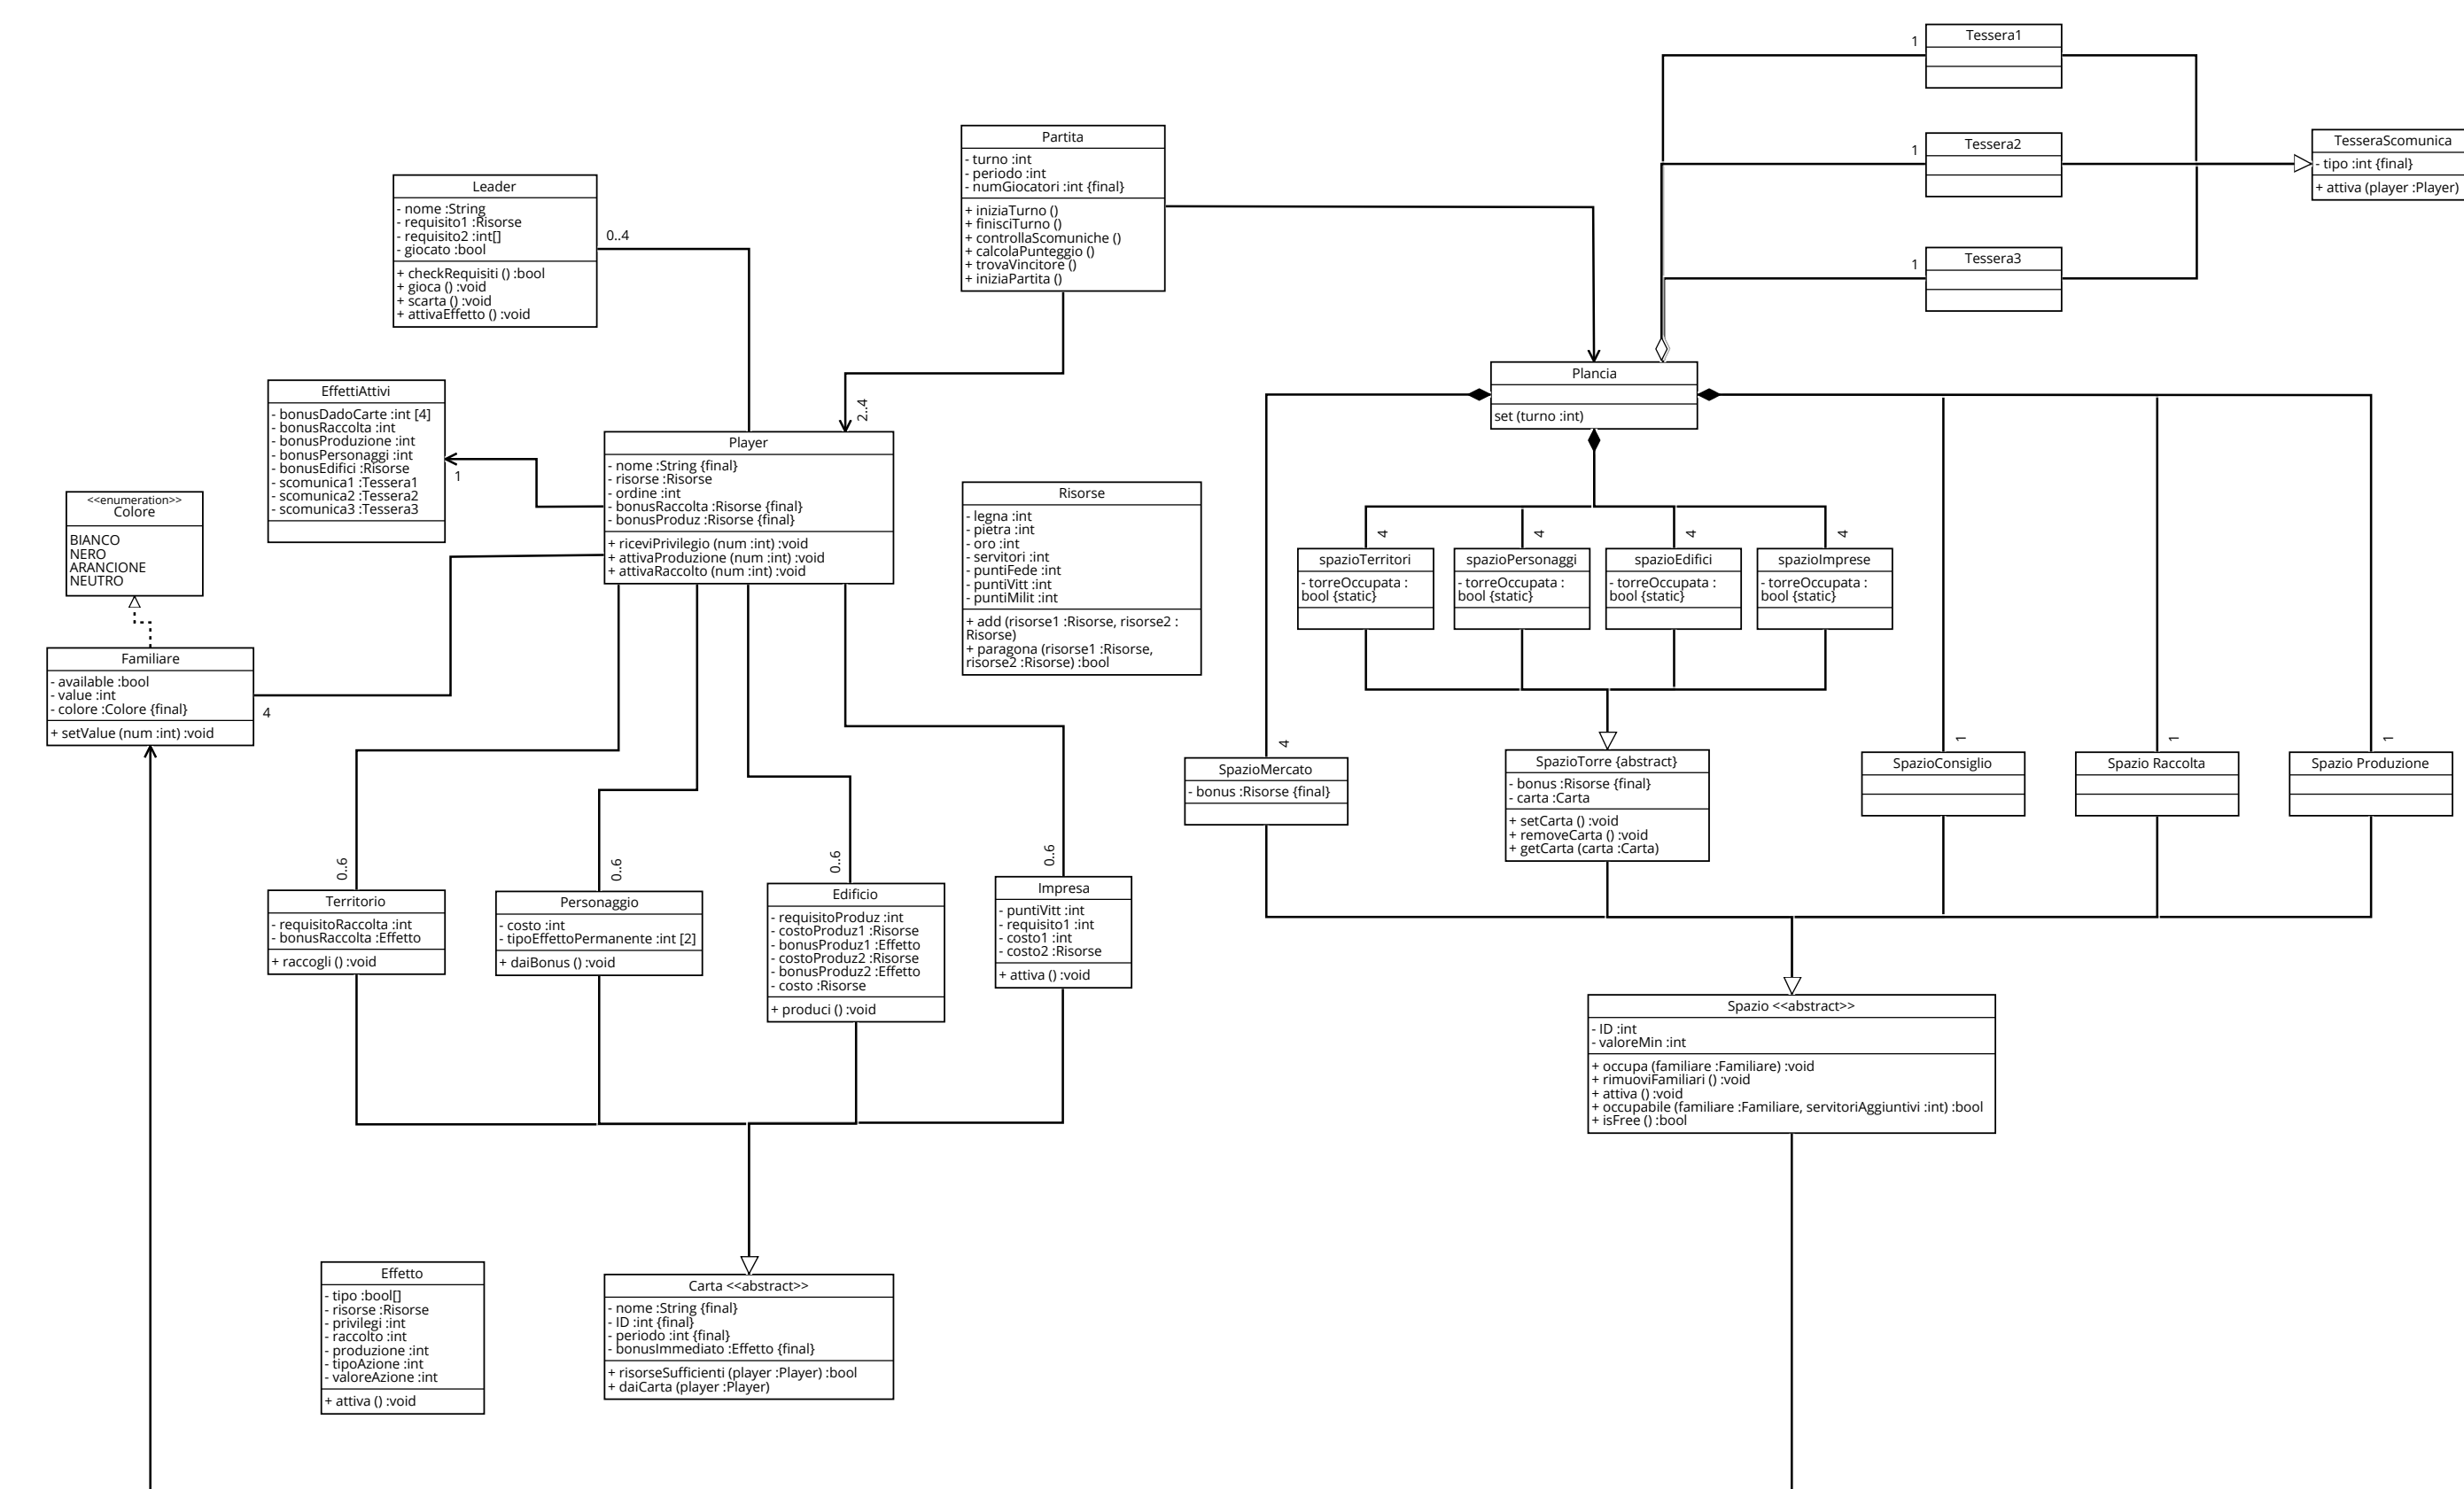 Tessera1
1
Tessera2
1
TesseraScomunica
- tipo :int {final}
+ attiva (player :Player)
Tessera3
1
Partita
- turno :int
- periodo :int
- numGiocatori :int {final}
+ iniziaTurno ()
+ finisciTurno ()
+ controllaScomuniche ()
+ calcolaPunteggio ()
+ trovaVincitore ()
+ iniziaPartita ()
Leader
- nome :String
- requisito1 :Risorse
- requisito2 :int[]
- giocato :bool
+ checkRequisiti () :bool
+ gioca () :void
+ scarta () :void
+ attivaEffetto () :void
0..4
2..4
Plancia
set (turno :int)
EffettiAttivi
- bonusDadoCarte :int [4]
- bonusRaccolta :int
- bonusProduzione :int
- bonusPersonaggi :int
- bonusEdifici :Risorse
- scomunica1 :Tessera1
- scomunica2 :Tessera2
- scomunica3 :Tessera3
1
Player
- nome :String {final}
- risorse :Risorse
- ordine :int
- bonusRaccolta :Risorse {final}
- bonusProduz :Risorse {final}
+ riceviPrivilegio (num :int) :void
+ attivaProduzione (num :int) :void
+ attivaRaccolto (num :int) :void
Risorse
- legna :int
- pietra :int
- oro :int
- servitori :int
- puntiFede :int
- puntiVitt :int
- puntiMilit :int
+ add (risorse1 :Risorse, risorse2 :
Risorse)
+ paragona (risorse1 :Risorse,
risorse2 :Risorse) :bool
<<enumeration>>
Colore
BIANCO
NERO
ARANCIONE
NEUTRO
4
4
4
4
spazioTerritori
- torreOccupata :
bool {static}
spazioPersonaggi
- torreOccupata :
bool {static}
spazioEdifici
- torreOccupata :
bool {static}
spazioImprese
- torreOccupata :
bool {static}
Familiare
- available :bool
- value :int
- colore :Colore {final}
+ setValue (num :int) :void
4
4
1
1
1
SpazioMercato
- bonus :Risorse {final}
SpazioTorre {abstract}
- bonus :Risorse {final}
- carta :Carta
+ setCarta () :void
+ removeCarta () :void
+ getCarta (carta :Carta)
SpazioConsiglio
Spazio Raccolta
Spazio Produzione
0..6
0..6
0..6
0..6
Territorio
- requisitoRaccolta :int
- bonusRaccolta :Effetto
+ raccogli () :void
Personaggio
- costo :int
- tipoEffettoPermanente :int [2]
+ daiBonus () :void
Edificio
- requisitoProduz :int
- costoProduz1 :Risorse
- bonusProduz1 :Effetto
- costoProduz2 :Risorse
- bonusProduz2 :Effetto
- costo :Risorse
+ produci () :void
Impresa
- puntiVitt :int
- requisito1 :int
- costo1 :int
- costo2 :Risorse
+ attiva () :void
Spazio <<abstract>>
- ID :int
- valoreMin :int
+ occupa (familiare :Familiare) :void
+ rimuoviFamiliari () :void
+ attiva () :void
+ occupabile (familiare :Familiare, servitoriAggiuntivi :int) :bool
+ isFree () :bool
Effetto
- tipo :bool[]
- risorse :Risorse
- privilegi :int
- raccolto :int
- produzione :int
- tipoAzione :int
- valoreAzione :int
+ attiva () :void
Carta <<abstract>>
- nome :String {final}
- ID :int {final}
- periodo :int {final}
- bonusImmediato :Effetto {final}
+ risorseSufficienti (player :Player) :bool
+ daiCarta (player :Player)